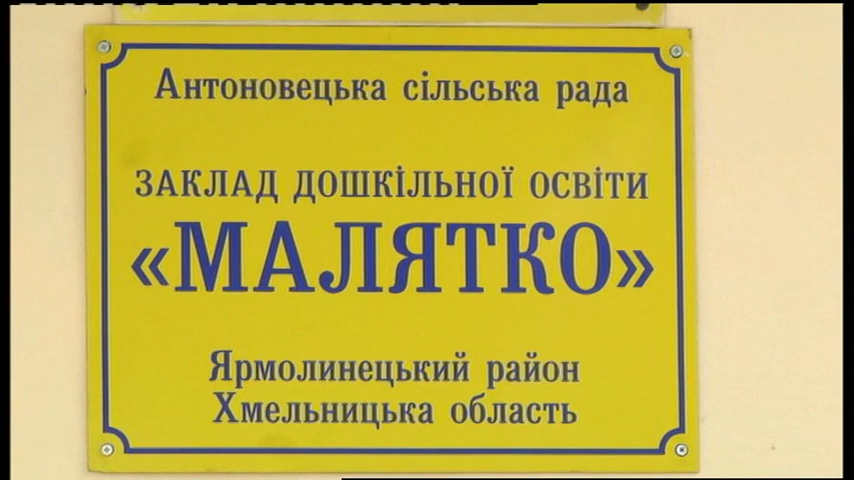 Антоновецька сільська рада
ЗАКЛАД ДОШКІЛЬНОЇ ОСВІТИ
«МАЛЯТКО»
Ярмолинецький район
Хмельницька область